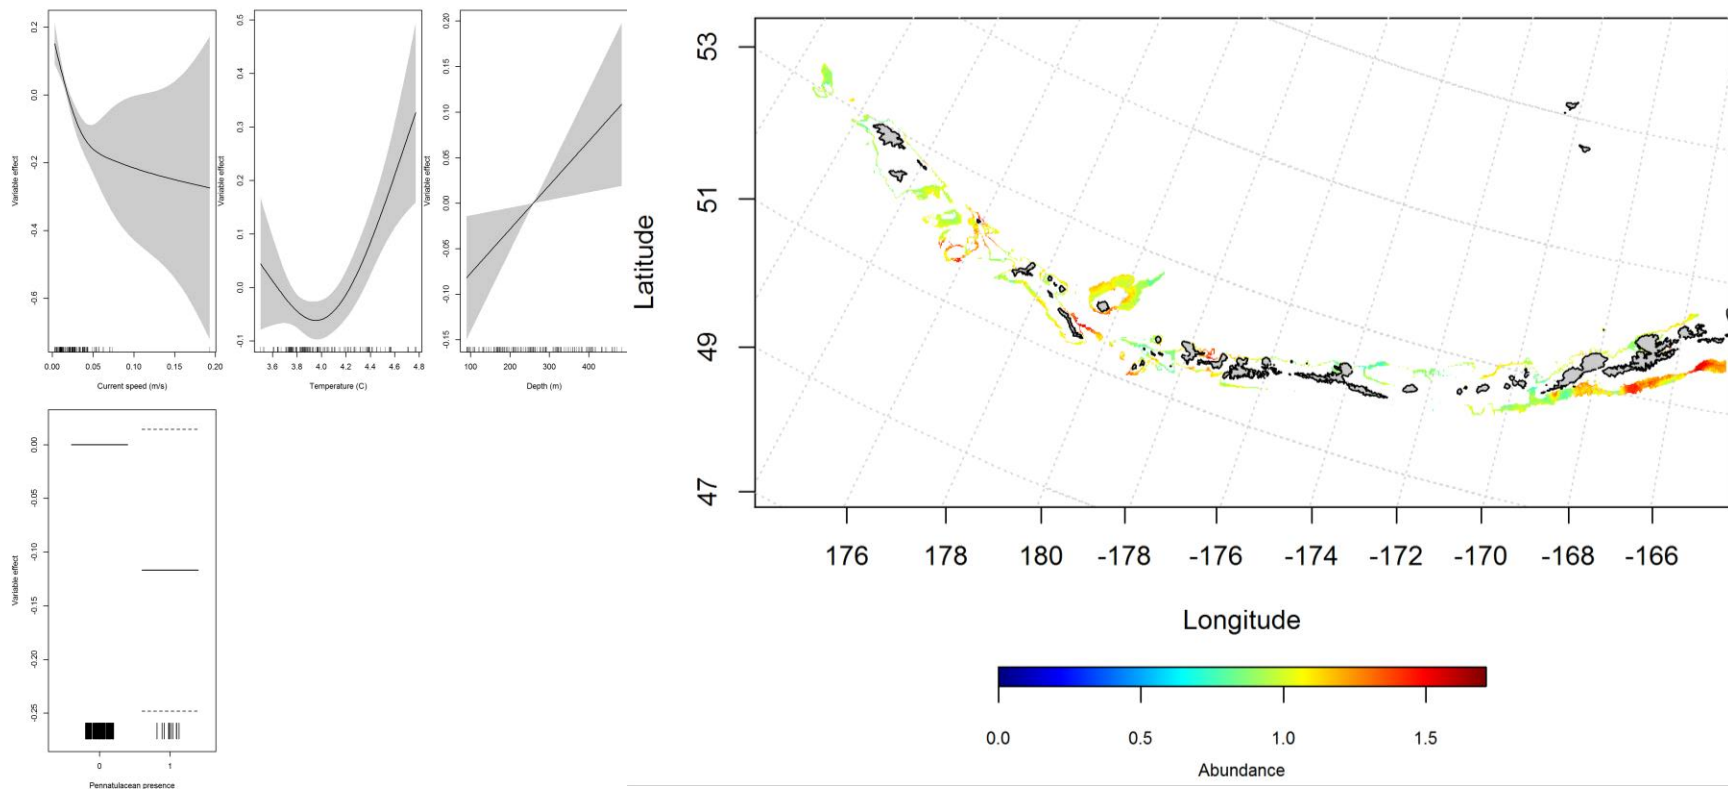 0.2
0.0
-0.2
-0.4
-0.6
Variable effect
0.00 0.05 0.10 0.15 0.20
Current speed (m/s)
0.5
0.4
0.3
0.2
0.1
0.0
-0.1
Variable effect
3.6 3.8 4.0 4.2 4.4 4.6 4.8
Temperature (C)
0.20
0.15
0.10
0.05
0.00
-0.05
-0.10
-0.15
Variable effect
100 200 300 400
Depth (m)
0.00
-0.05
-0.10
-0.15
-0.20
-0.25
Variable effect
0 1
Pennatulacean presence
53
51
49
47
Latitude
176 178 180 -178 -176 -174 -172 -170 -168 -166
Longitude
0.0 0.5 1.0 1.5
Abundance